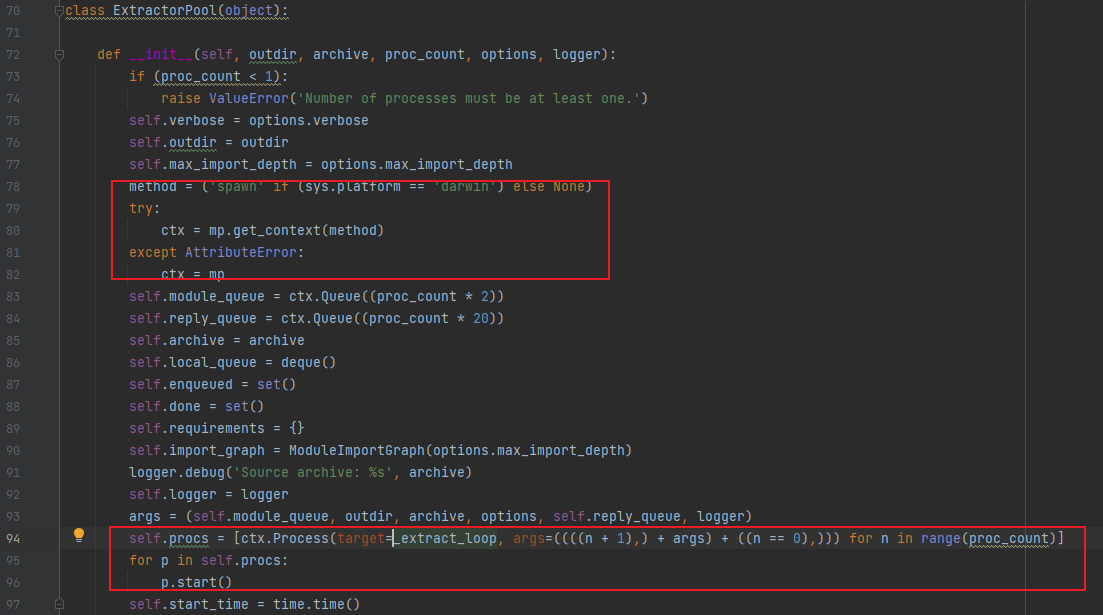 70 class ExtractorPool(object):
71
72 def __init__(self, outdir, archive, proc_count, options, logger):
73 if (proc_count < 1):
74 raise ValueError('Number of processes must be at least one.')
75 self.verbose = options.verbose
76 self.outdir = outdir
77 self.max_import_depth = options.max_import_depth
78 method = ('spawn' if (sys.platform == 'darwin') else None)
79 try:
80 ctx = mp.get_context(method)
81 except AttributeError:
82 ctx = mp
83 self.module_queue = ctx.Queue((proc_count * 2))
84 self.reply_queue = ctx.Queue((proc_count * 20))
85 self.archive = archive
86 self.local_queue = deque()
87 self.enqueued = set()
88 self.done = set()
89 self.requirements = {}
90 self.import_graph = ModuleImportGraph(options.max_import_depth)
91 logger.debug('Source archive: %s', archive)
92 self.logger = logger
93 args = (self.module_queue, outdir, archive, options, self.reply_queue, logger)
94 self.procs = [ctx.Process(target=_extract_loop, args=((((n + 1),) + args) + ((n == 0),))) for n in range(proc_count)]
95 for p in self.procs:
96 p.start()
97 self.start_time = time.time()